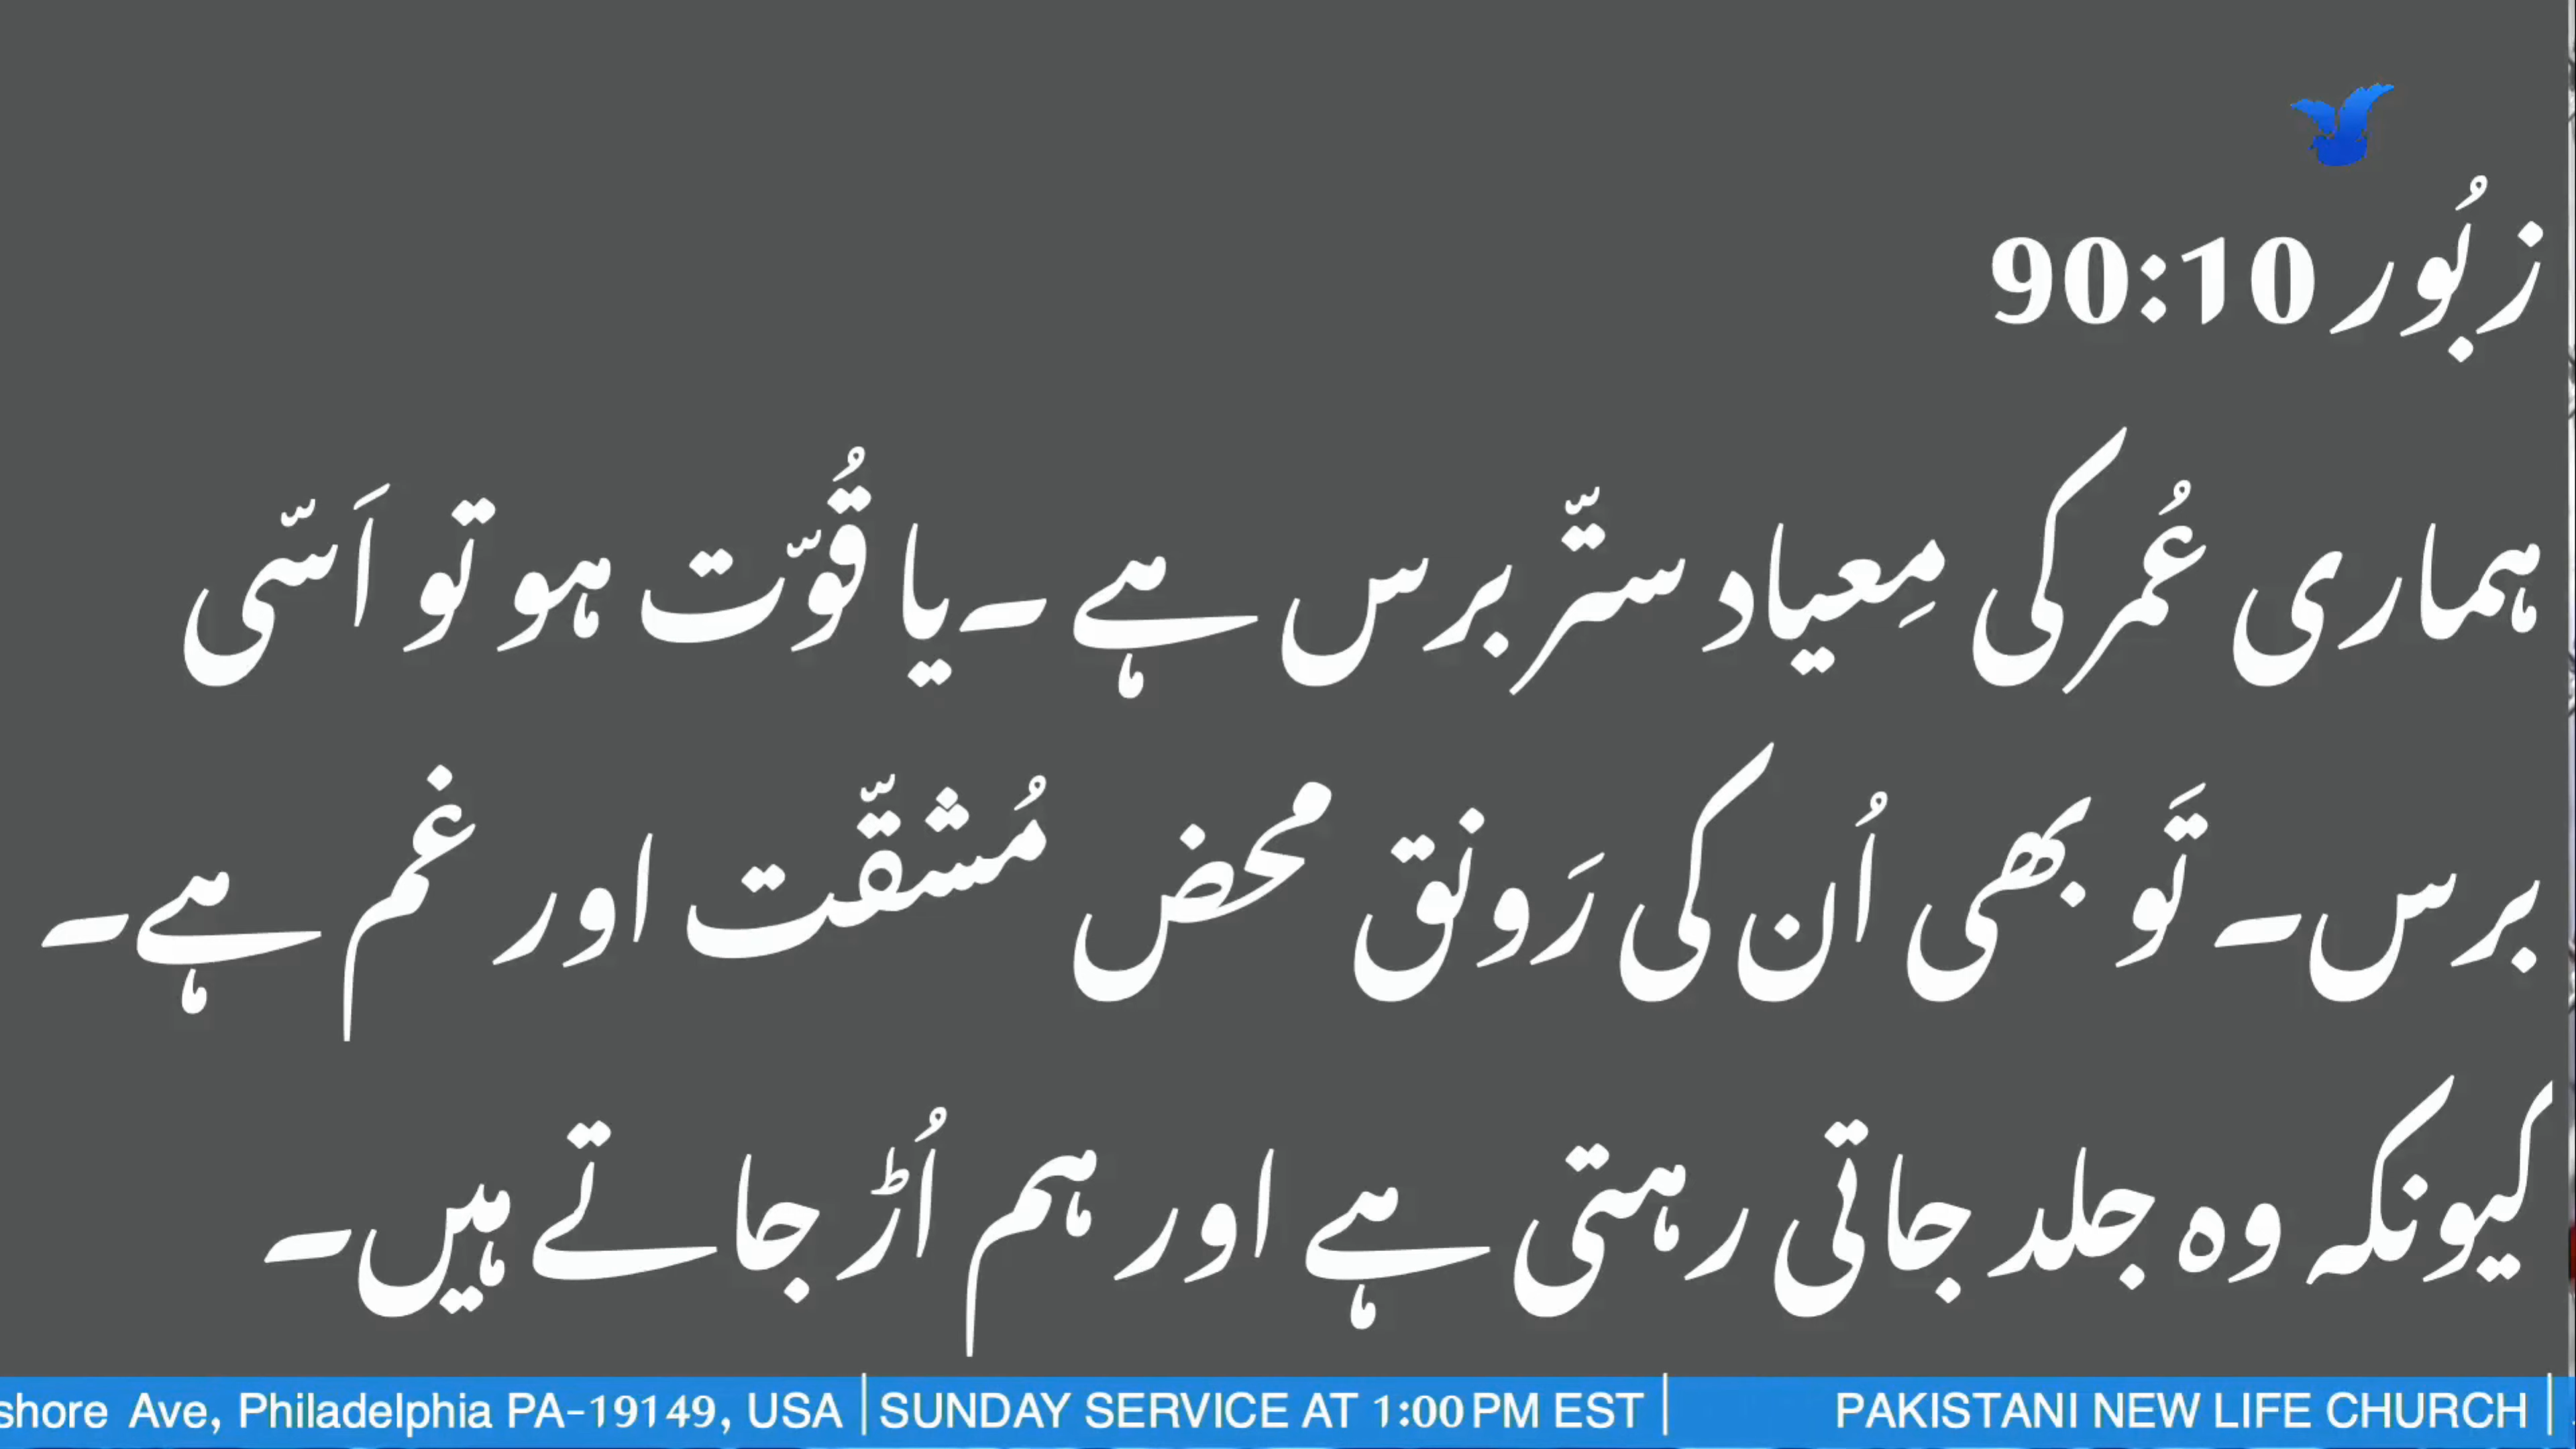 زبُور 90:10
ہماری عُمر کی مِعیاد ستّر برس ہے ۔یا قُوّت ہو تو اَسّی
برس۔ تَو بھی اُن کی رَونق محض مُشقّت اور غم ہے۔
کیونکہ وہ جلد جاتی رہتی ہے اور ہم اُڑ جاتے ہیں۔
shore Ave, Philadelphia PA-19149, USA | SUNDAY SERVICE AT 1:00 PM EST | PAKISTANI NEW LIFE CHURCH |